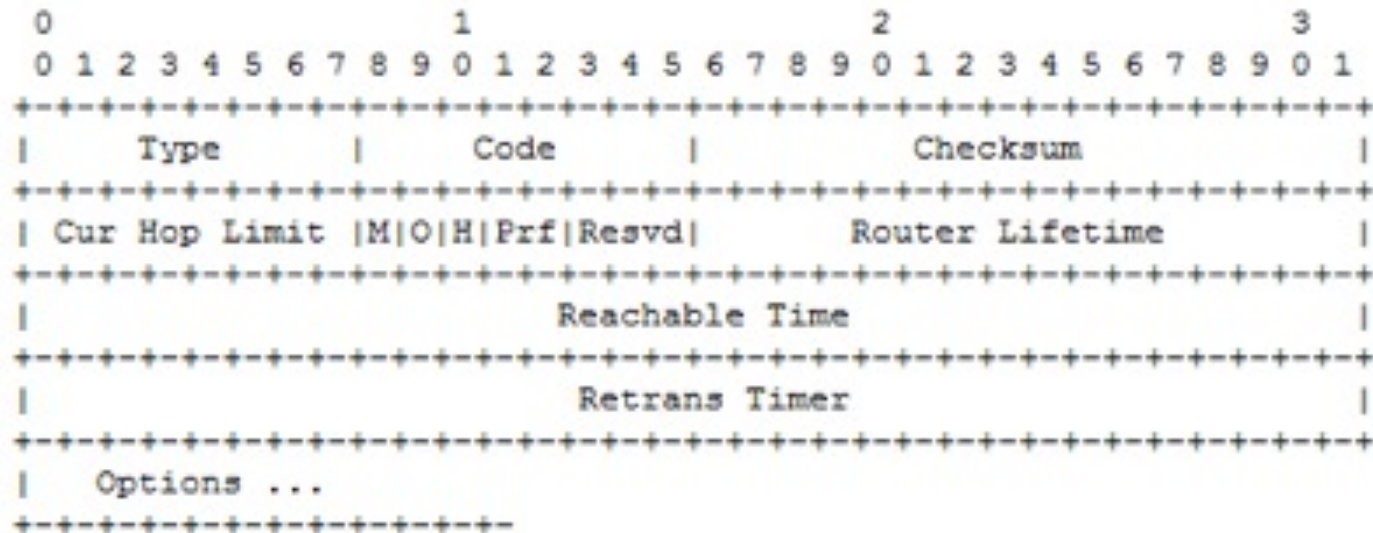 0                   1                   2                   3
 0 1 2 3 4 5 6 7 8 9 0 1 2 3 4 5 6 7 8 9 0 1 2 3 4 5 6 7 8 9 0 1
+-+-+-+-+-+-+-+-+-+-+-+-+-+-+-+-+-+-+-+-+-+-+-+-+-+-+-+-+-+-+-+-+
|     Type      |     Code      |          Checksum             |
+-+-+-+-+-+-+-+-+-+-+-+-+-+-+-+-+-+-+-+-+-+-+-+-+-+-+-+-+-+-+-+-+
| Cur Hop Limit |M|O|H|Prf|Resvd|       Router Lifetime         |
+-+-+-+-+-+-+-+-+-+-+-+-+-+-+-+-+-+-+-+-+-+-+-+-+-+-+-+-+-+-+-+-+
|                         Reachable Time                        |
+-+-+-+-+-+-+-+-+-+-+-+-+-+-+-+-+-+-+-+-+-+-+-+-+-+-+-+-+-+-+-+-+
|                          Retrans Timer                        |
+-+-+-+-+-+-+-+-+-+-+-+-+-+-+-+-+-+-+-+-+-+-+-+-+-+-+-+-+-+-+-+-+
|   Options ...
+-+-+-+-+-+-+-+-+-+-+-+-